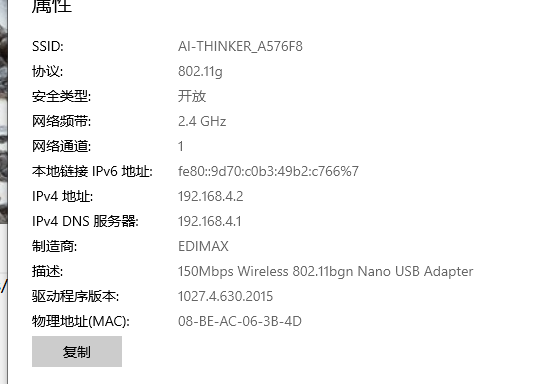 属性
SSID: AI-THINKER_A576F8
协议: 802.11g
安全类型: 开放
网络频带: 2.4 GHz
网络通道: 1
本地链接 IPv6 地址: fe80::9d70:c0b3:49b2:c766%7
IPv4 地址: 192.168.4.2
IPv4 DNS 服务器: 192.168.4.1
制造商: EDIMAX
描述: 150Mbps Wireless 802.11bgn Nano USB Adapter
驱动程序版本: 1027.4.630.2015
物理地址(MAC): 08-BE-AC-06-3B-4D
复制